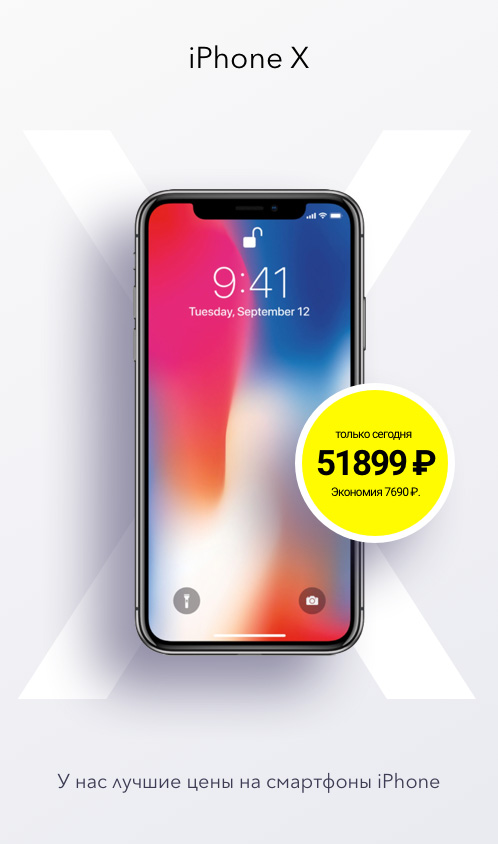 iPhone X
9:41
Tuesday, September 12
только сегодня
51899 ₽
Экономия 7690 ₽.
У нас лучшие цены на смартфоны iPhone